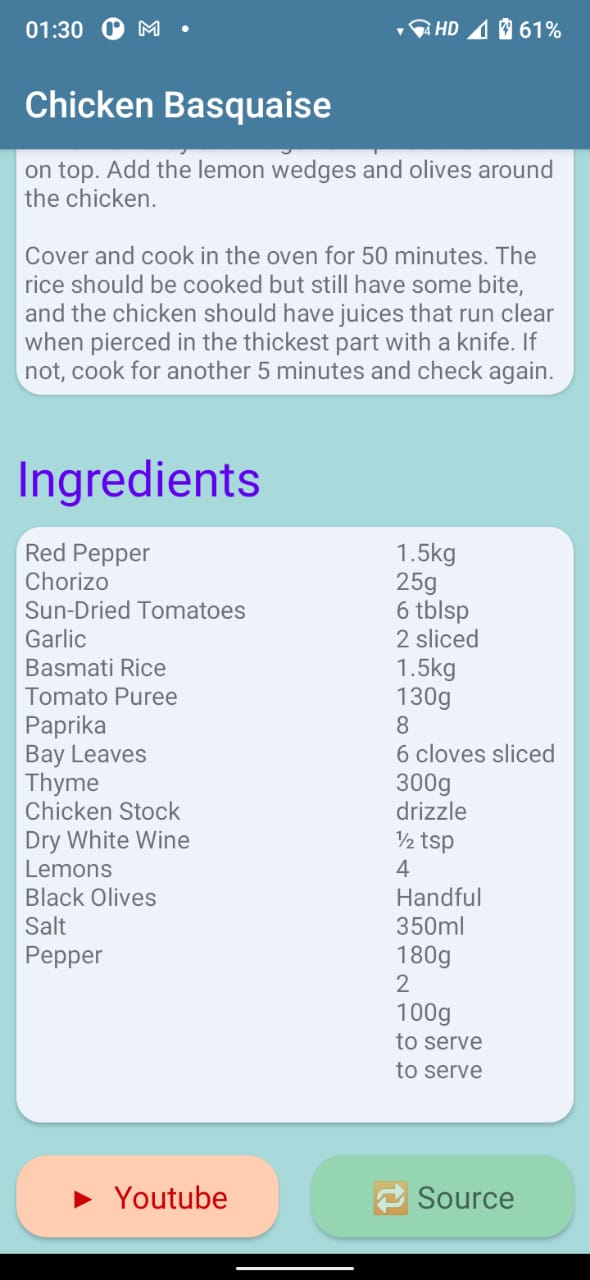 01:30
4 HD 61%
Chicken Basquaise
on top. Add the lemon wedges and olives around
the chicken.
Cover and cook in the oven for 50 minutes. The
rice should be cooked but still have some bite,
and the chicken should have juices that run clear
when pierced in the thickest part with a knife. If
not, cook for another 5 minutes and check again.
Ingredients
Red Pepper 1.5kg
Chorizo 25g
Sun-Dried Tomatoes 6 tblsp
Garlic 2 sliced
Basmati Rice 1.5kg
Tomato Puree 130g
Paprika 8
Bay Leaves 6 cloves sliced
Thyme 300g
Chicken Stock drizzle
Dry White Wine ½ tsp
Lemons 4
Black Olives Handful
Salt 350ml
Pepper 180g
2
100g
to serve
to serve
► Youtube
🔁 Source